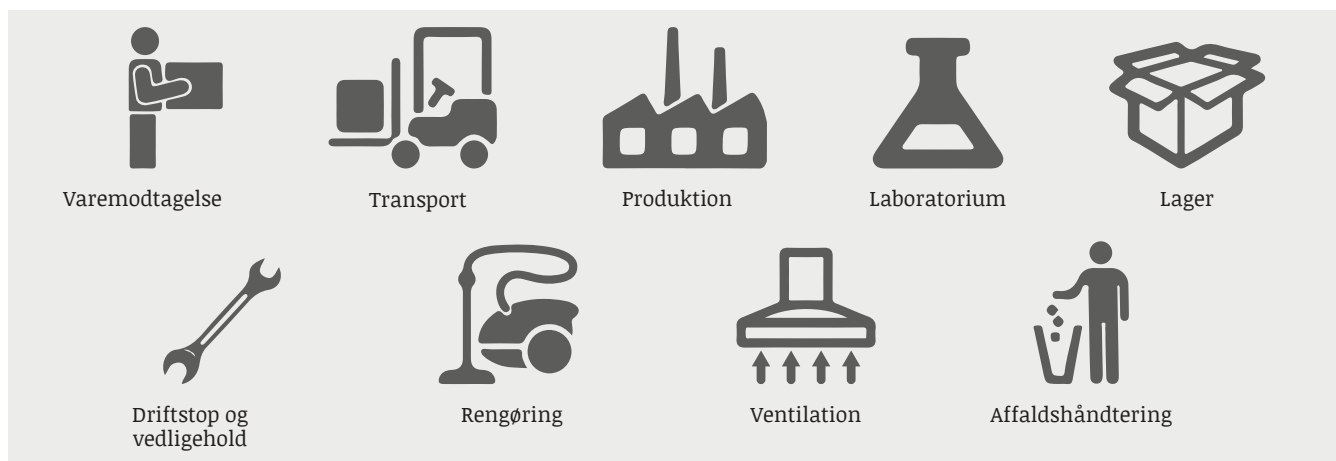 Varemodtagelse
Transport
Produktion
Laboratorium
Lager
Driftstop og
vedligehold
Rengøring
Ventilation
Affaldshåndtering